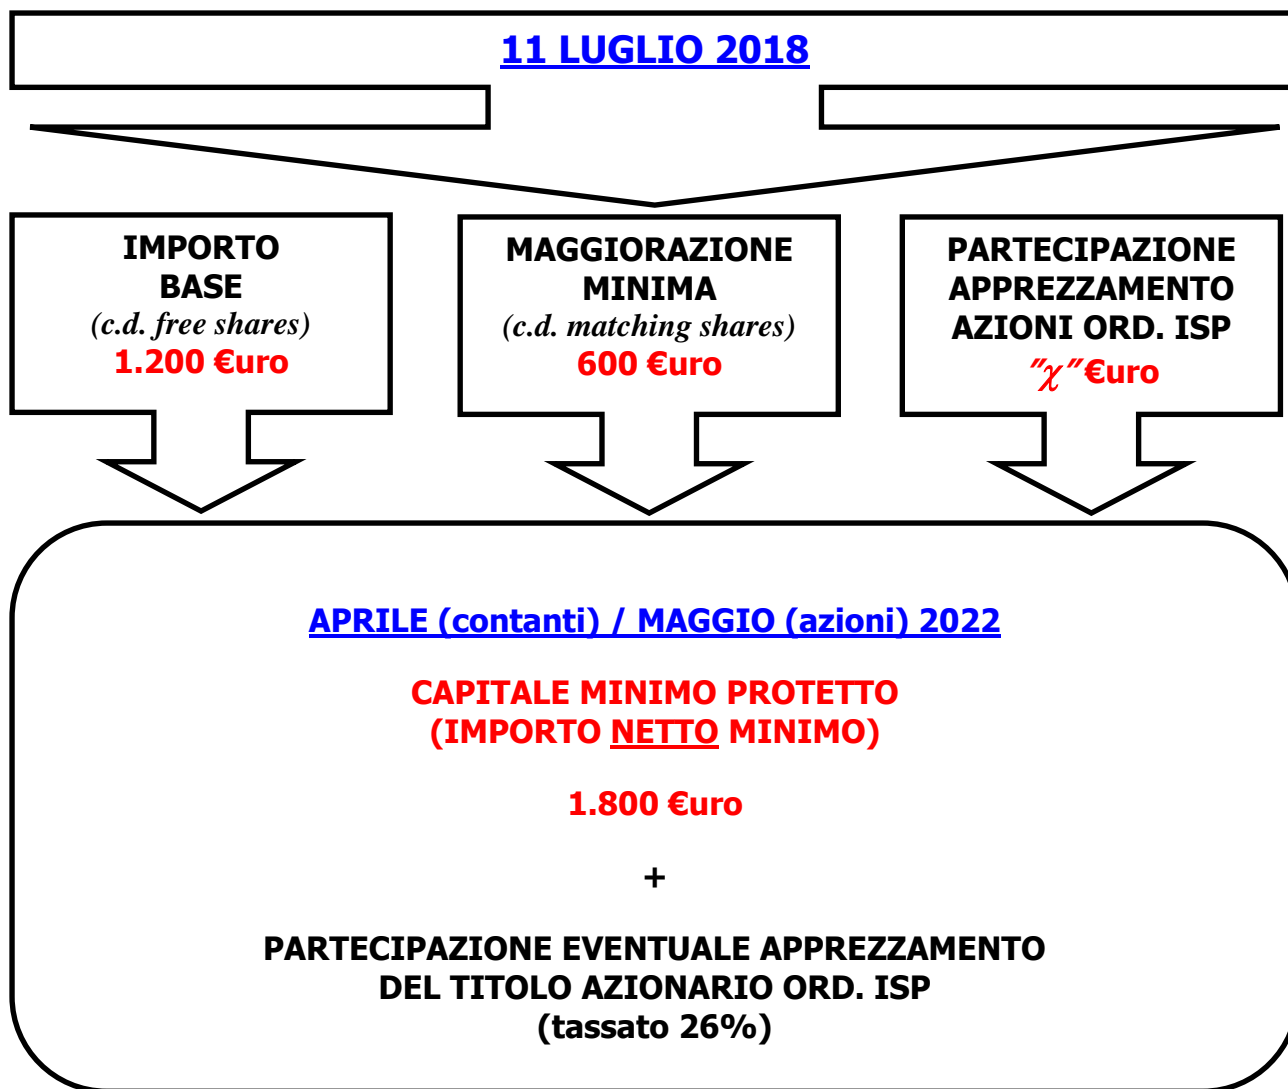 11 LUGLIO 2018
IMPORTO
BASE
(c.d. free shares)
1.200 €uro
MAGGIORAZIONE
MINIMA
(c.d. matching shares)
600 €uro
PARTECIPAZIONE
APPREZZAMENTO
AZIONI ORD. ISP
"χ" €uro
APRILE (contanti) / MAGGIO (azioni) 2022
CAPITALE MINIMO PROTETTO
(IMPORTO NETTO MINIMO)
1.800 €uro
+
PARTECIPAZIONE EVENTUALE APPREZZAMENTO
DEL TITOLO AZIONARIO ORD. ISP
(tassato 26%)